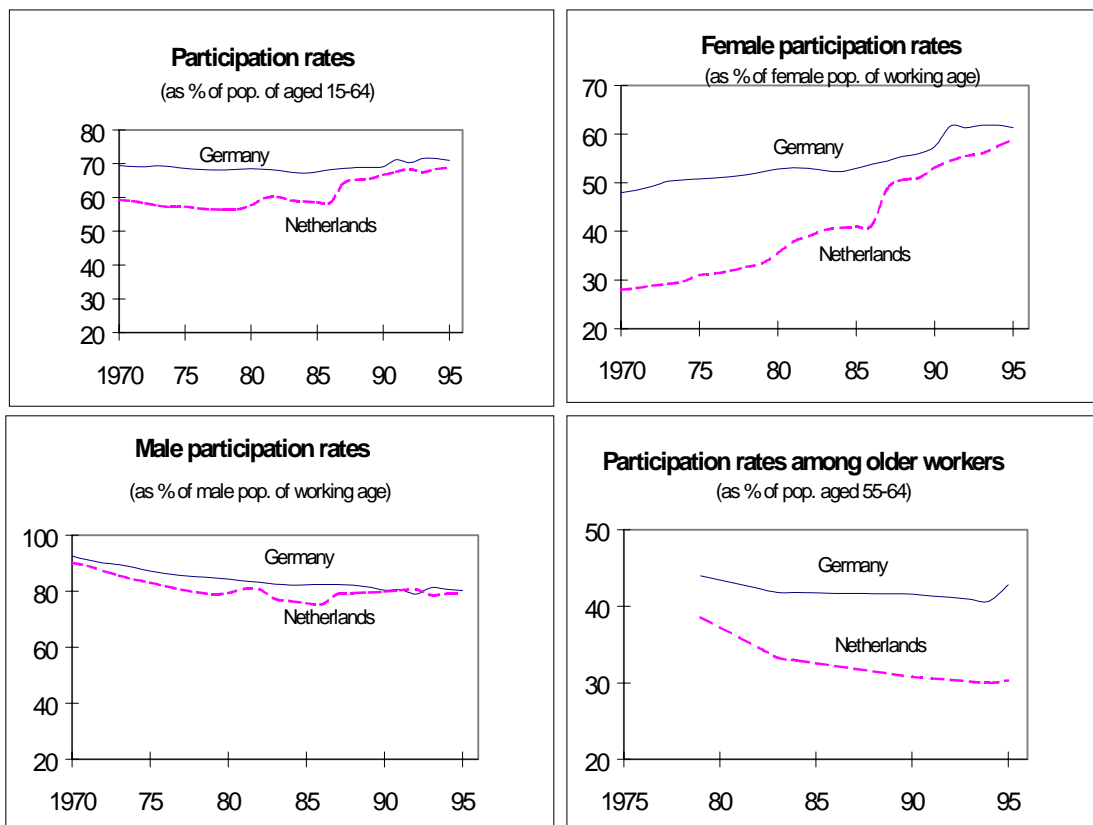 Participation rates
(as % of pop. of aged 15-64)
80
70
60
50
40
30
20
Germany
Netherlands
1970 75 80 85 90 95
Female participation rates
(as % of female pop. of working age)
70
60
50
40
30
20
Germany
Netherlands
1970 75 80 85 90 95
Male participation rates
(as % of male pop. of working age)
100
80
60
40
20
Germany
Netherlands
1970 75 80 85 90 95
Participation rates among older workers
(as % of pop. aged 55-64)
50
40
30
20
Germany
Netherlands
1975 80 85 90 95